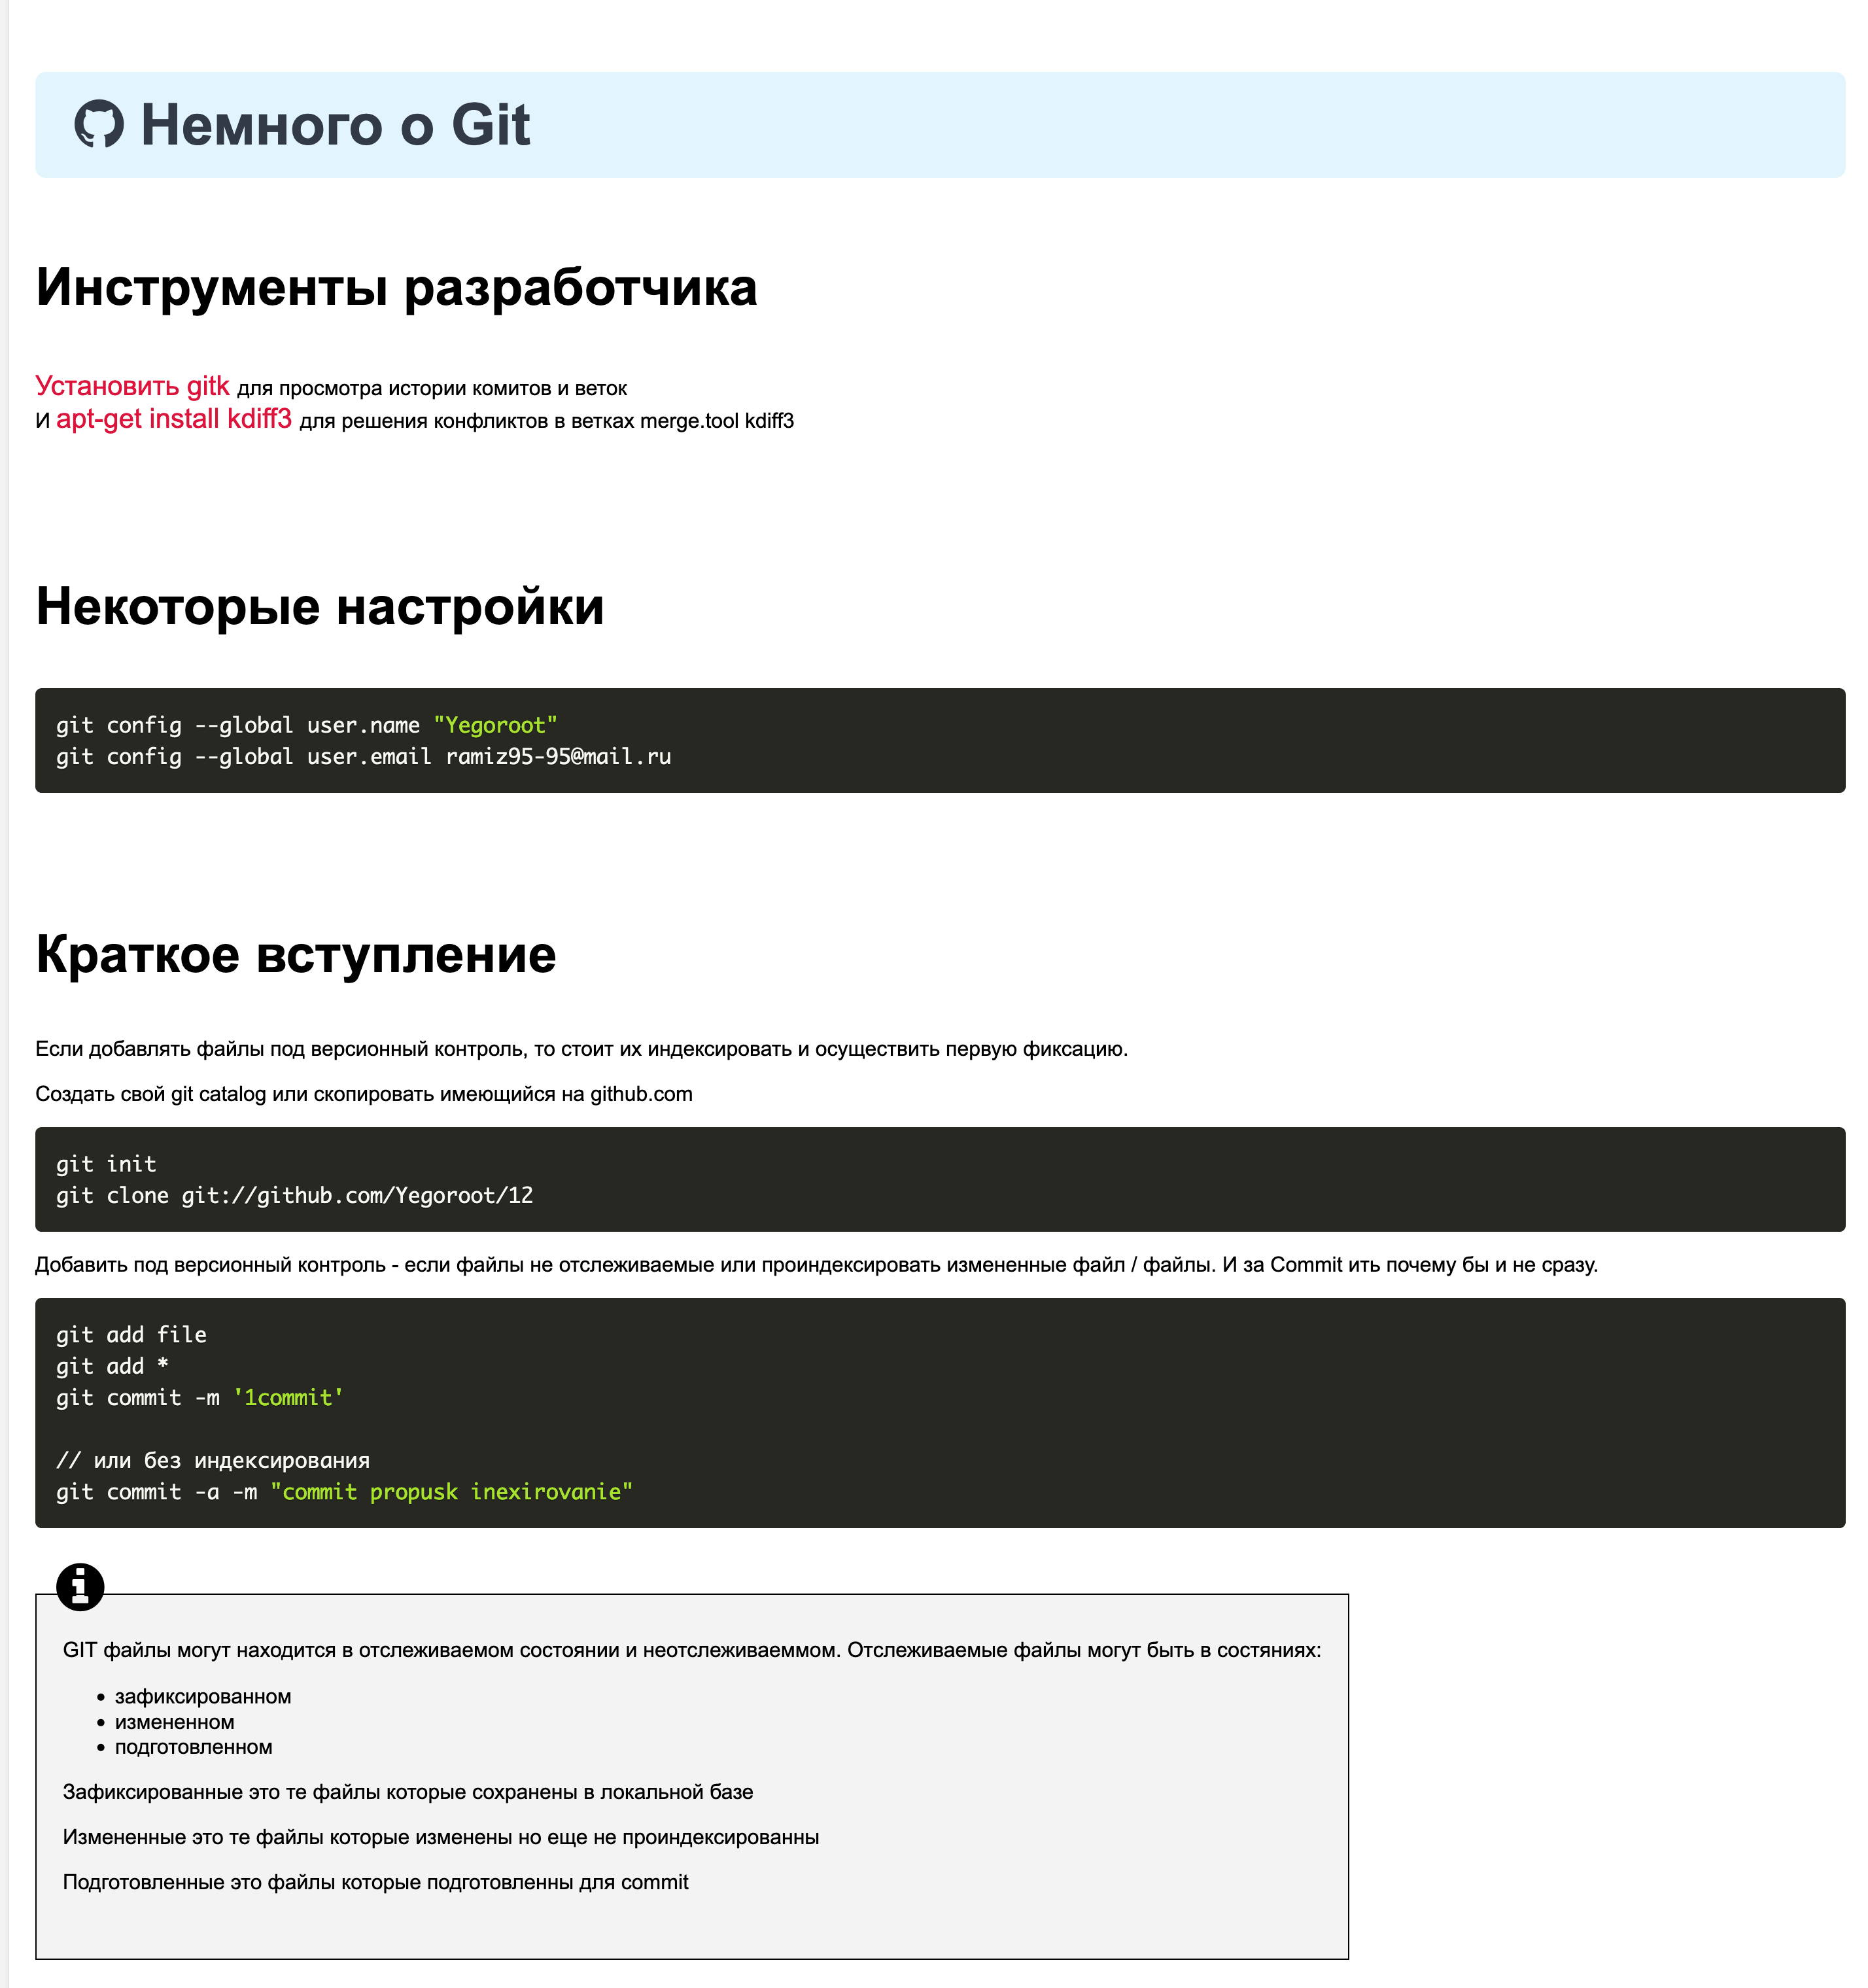 Немного о Git
Инструменты разработчика
Установить gitk для просмотра истории комитов и веток
И apt-get install kdiff3 для решения конфликтов в ветках merge.tool kdiff3
Некоторые настройки
git config --global user.name "Yegoroot"
git config --global user.email ramiz95-95@mail.ru
Краткое вступление
Если добавлять файлы под версионный контроль, то стоит их индексировать и осуществить первую фиксацию.
Создать свой git catalog или скопировать имеющийся на github.com
git init
git clone git://github.com/Yegoroot/12
Добавить под версионный контроль - если файлы не отслеживаемые или проиндексировать измененные файл / файлы. И за Commit ить почему бы и не сразу.
git add file
git add *
git commit -m '1commit'
// или без индексирования
git commit -a -m "commit propusk inexirovanie"
GIT файлы могут находится в отслеживаемом состоянии и неотслеживаеммом. Отслеживаемые файлы могут быть в состяниях:
• зафиксированном
• измененном
• подготовленном
Зафиксированные это те файлы которые сохранены в локальной базе
Измененные это те файлы которые изменены но еще не проиндексированны
Подготовленные это файлы которые подготовленны для commit